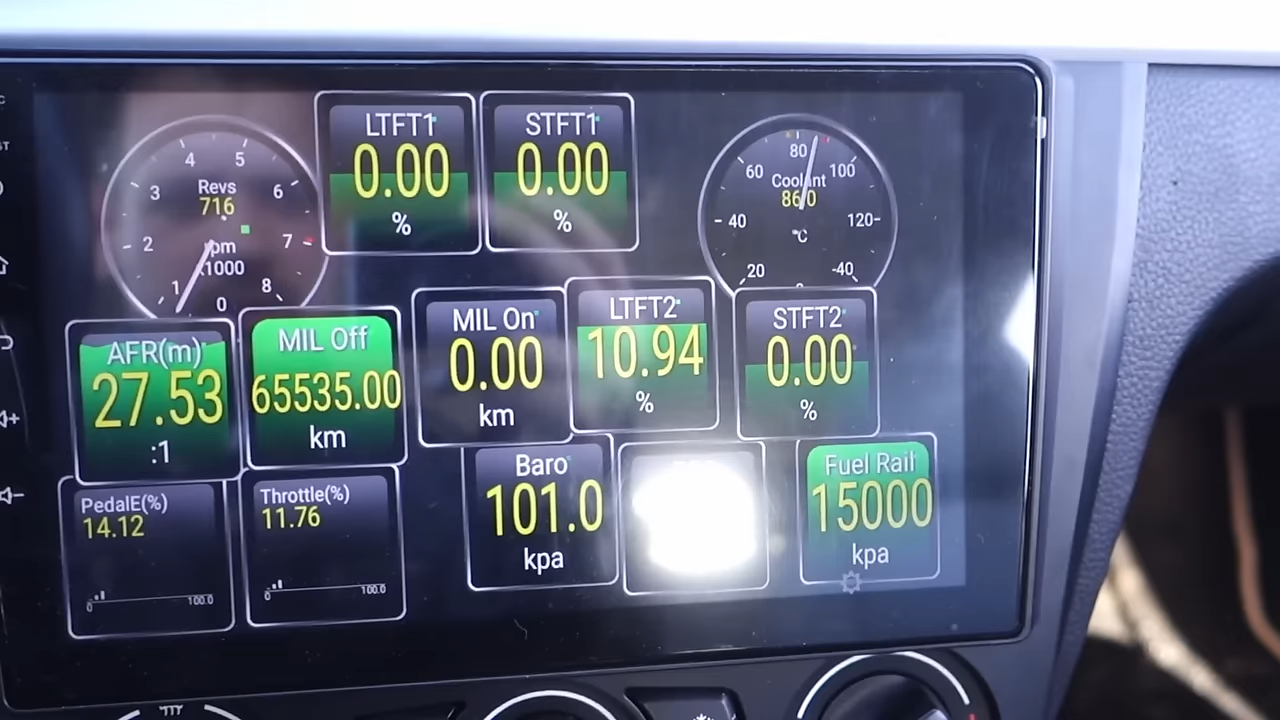 LTFT1
0.00
%
STFT1
0.00
%
4 5
3 6
Revs
716
2 7
rpm
x1000
1 0 8
80
60 100
Coolant
86.0
40 120
°C
20 -40
AFR(m)
27.53
:1
MIL Off
65535.00
km
MIL On
0.00
km
LTFT2
10.94
%
STFT2
0.00
%
PedalE(%)
14.12
0 100.0
Throttle(%)
11.76
0 100.0
Baro
101.0
kpa
Fuel Rail
15000
kpa